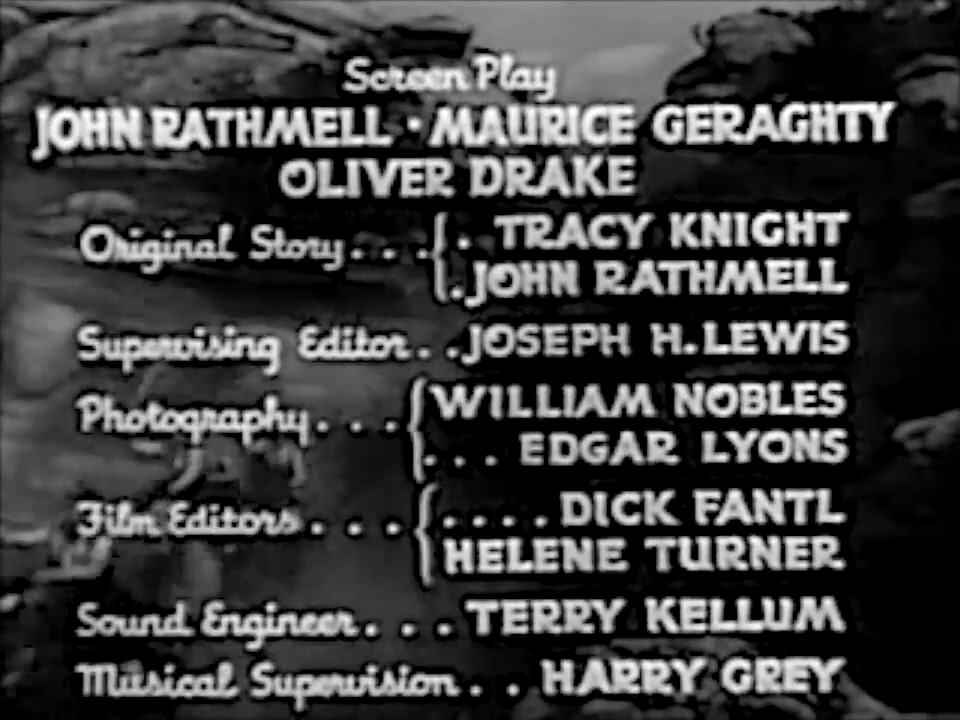 Screen Play
JOHN RATHMELL · MAURICE GERAGHTY
OLIVER DRAKE
Original Story . . . { . TRACY KNIGHT
. JOHN RATHMELL
Supervising Editor . . JOSEPH H. LEWIS
Photography . . . { WILLIAM NOBLES
. . . EDGAR LYONS
Film Editors . . . { . . . . DICK FANTL
HELENE TURNER
Sound Engineer . . . TERRY KELLUM
Musical Supervision . . HARRY GREY